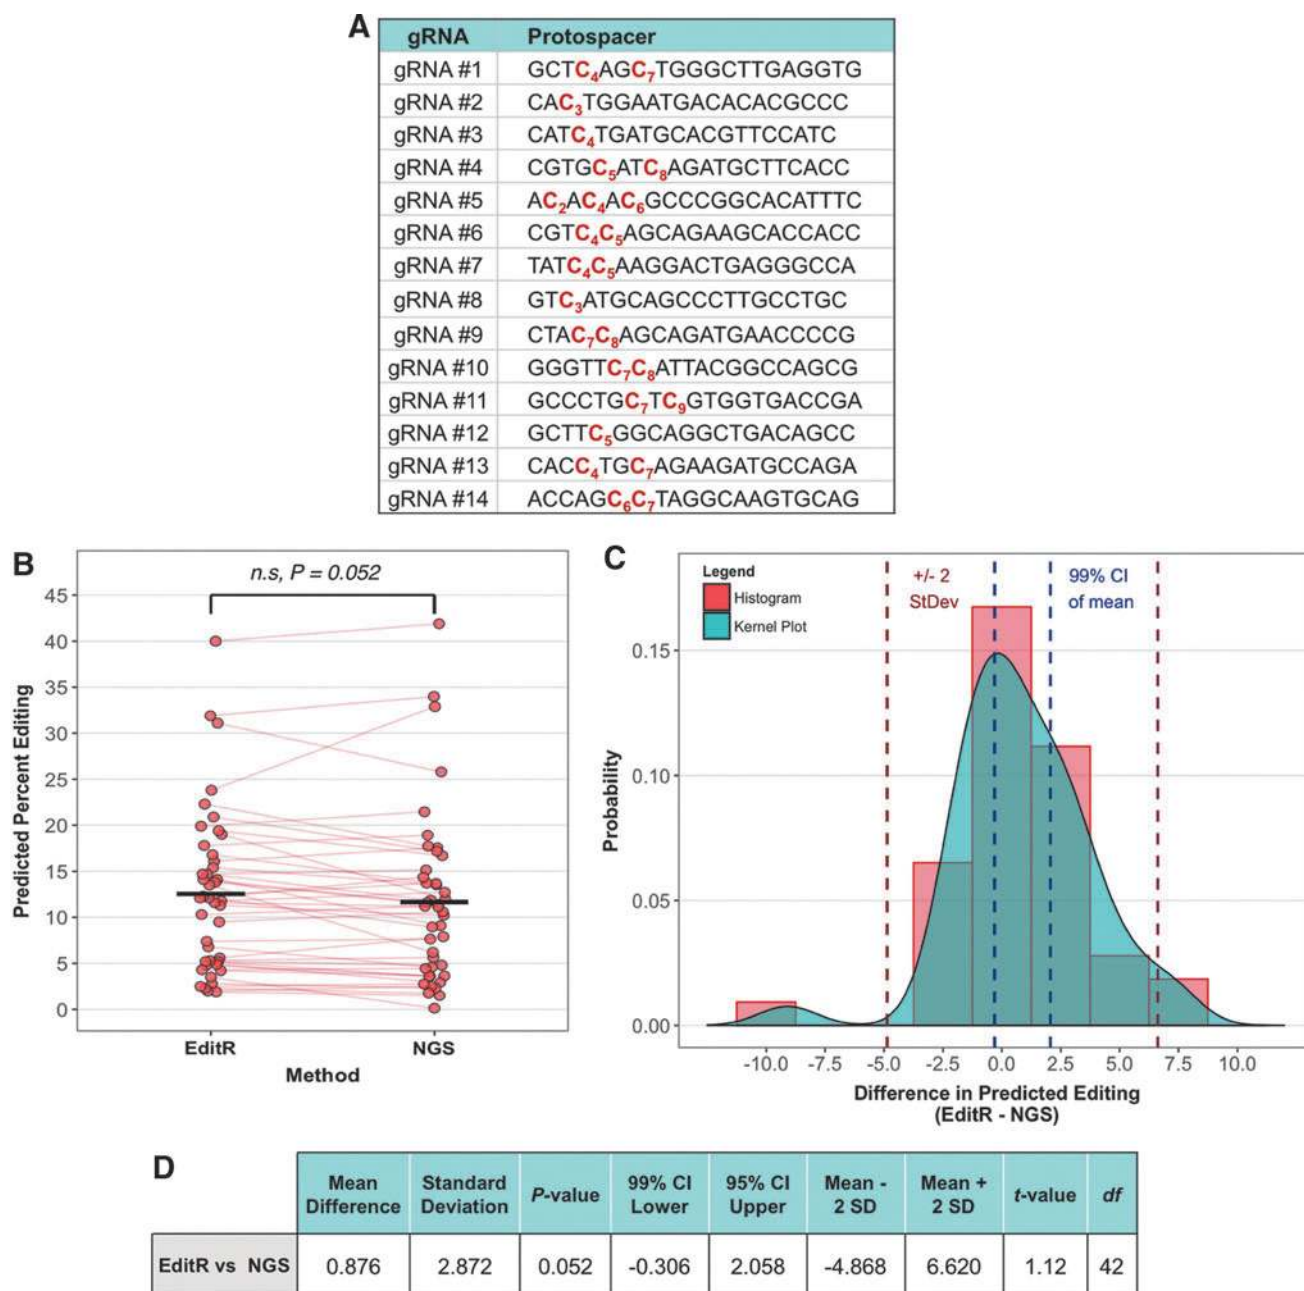 A
gRNA Protospacer
gRNA #1 GCTC4AGC7TGGGCTTGAGGTG
gRNA #2 CAC3TGGAATGACACACGCCC
gRNA #3 CATC4TGATGCACGTTCCATC
gRNA #4 CGTGC5ATC8AGATGCTTCACC
gRNA #5 AC2AC4AC6GCCCGGCACATTTC
gRNA #6 CGTC4C5AGCAGAAGCACCACC
gRNA #7 TATC4C5AAGGACTGAGGGCCA
gRNA #8 GTC3ATGCAGCCCTTGCCTGC
gRNA #9 CTAC7C8AGCAGATGAACCCCG
gRNA #10 GGGTTC7C8ATTACGGCCAGCG
gRNA #11 GCCCTGC7TC9GTGGTGACCGA
gRNA #12 GCTTC5GGCAGGCTGACAGCC
gRNA #13 CACC4TGC7AGAAGATGCCAGA
gRNA #14 ACCAGC6C7TAGGCAAGTGCAG
B
n.s, P = 0.052
45
40
35
30
25
20
15
10
5
0
Predicted Percent Editing
EditR NGS
Method
C
Legend
Histogram
Kernel Plot
+/- 2
StDev
99% CI
of mean
0.15
0.10
0.05
0.00
Probability
-10.0 -7.5 -5.0 -2.5 0.0 2.5 5.0 7.5 10.0
Difference in Predicted Editing
(EditR - NGS)
D
Mean Difference Standard Deviation P-value 99% CI Lower 95% CI Upper Mean - 2 SD Mean + 2 SD t-value df
EditR vs NGS 0.876 2.872 0.052 -0.306 2.058 -4.868 6.620 1.12 42